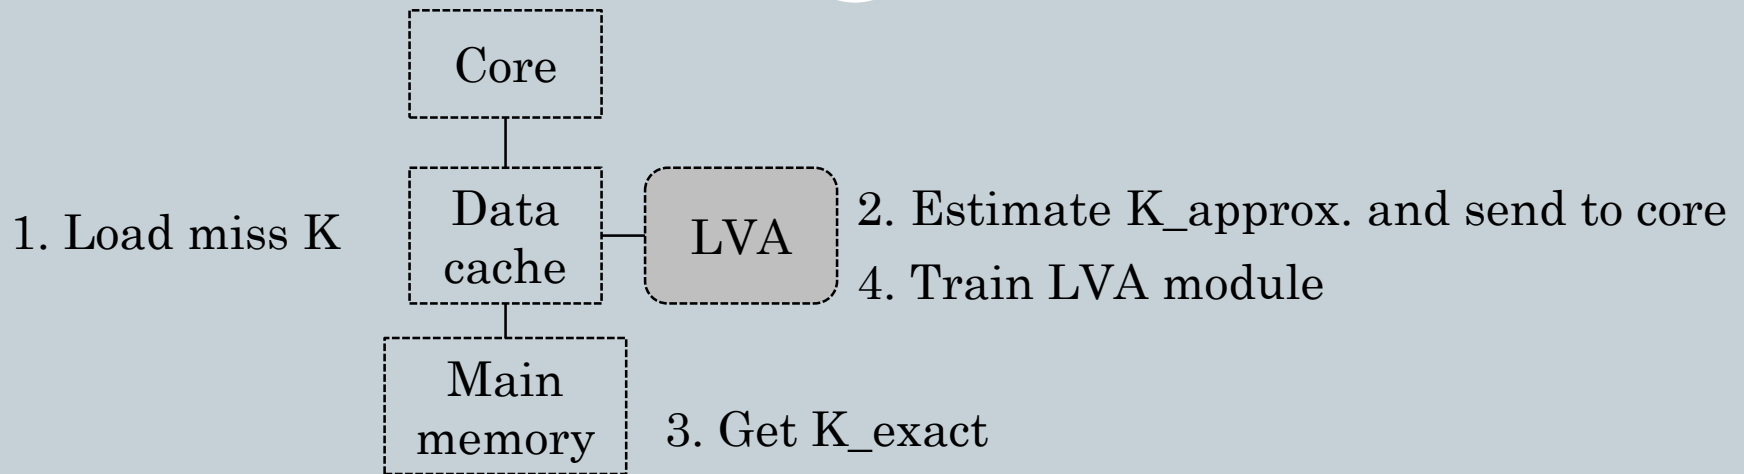 Core
1. Load miss K
Data
cache
LVA
2. Estimate K_approx. and send to core
4. Train LVA module
Main
memory
3. Get K_exact